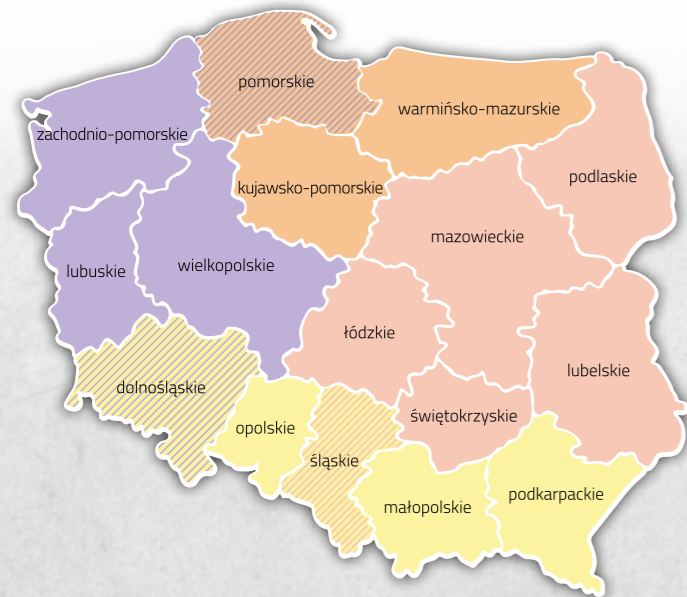 pomorskie
warmińsko-mazurskie
zachodnio-pomorskie
podlaskie
kujawsko-pomorskie
mazowieckie
lubuskie
wielkopolskie
łódzkie
lubelskie
dolnośląskie
świętokrzyskie
opolskie
śląskie
podkarpackie
małopolskie